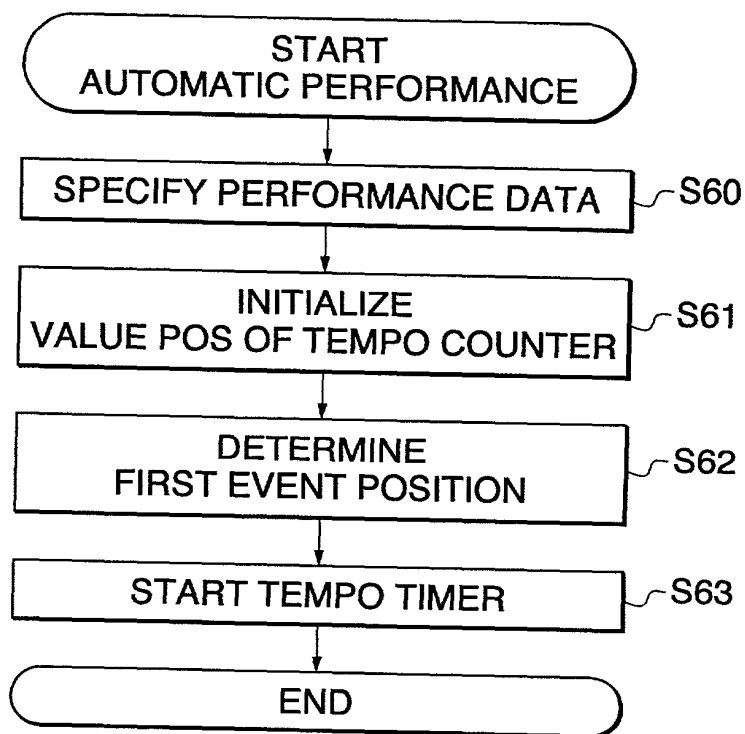 START
AUTOMATIC PERFORMANCE
SPECIFY PERFORMANCE DATA
S60
INITIALIZE
VALUE POS OF TEMPO COUNTER
S61
DETERMINE
FIRST EVENT POSITION
S62
START TEMPO TIMER
S63
END